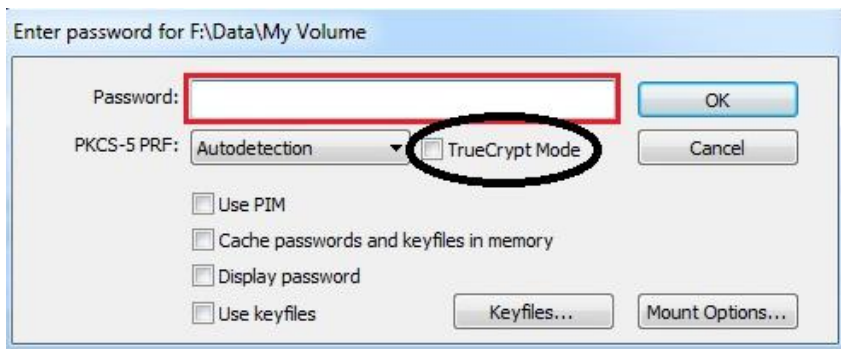 Enter password for F:\Data\My Volume
Password:
OK
PKCS-5 PRF: Autodetection TrueCrypt Mode Cancel
Use PIM
Cache passwords and keyfiles in memory
Display password
Use keyfiles Keyfiles... Mount Options...